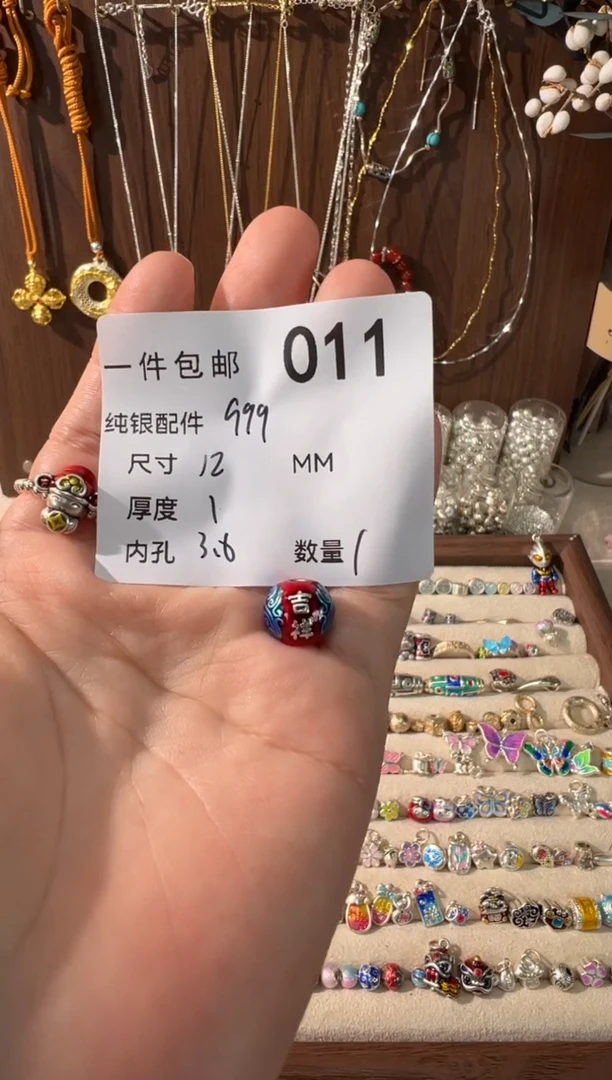 一件包邮 011
纯银配件 999
尺寸 12 MM
厚度 1
内孔 3.6 数量 1
吉祥